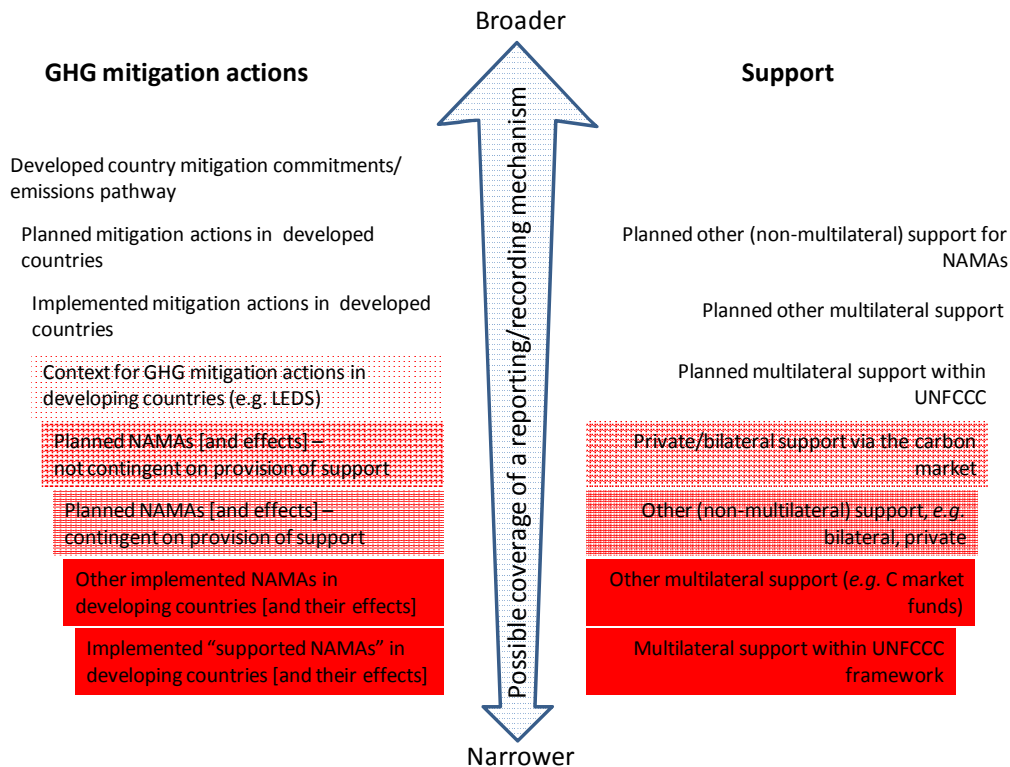 Broader
GHG mitigation actions
Support
Developed country mitigation commitments/
emissions pathway
Planned mitigation actions in developed
countries
Implemented mitigation actions in developed
countries
Context for GHG mitigation actions in
developing countries (e.g. LEDS)
Planned NAMAs [and effects] –
not contingent on provision of support
Planned NAMAs [and effects] –
contingent on provision of support
Other implemented NAMAs in
developing countries [and their effects]
Implemented “supported NAMAs” in
developing countries [and their effects]
Possible coverage of a reporting/recording mechanism
Planned other (non-multilateral) support for
NAMAs
Planned other multilateral support
Planned multilateral support within
UNFCCC
Private/bilateral support via the carbon
market
Other (non-multilateral) support, e.g.
bilateral, private
Other multilateral support (e.g. C market
funds)
Multilateral support within UNFCCC
framework
Narrower